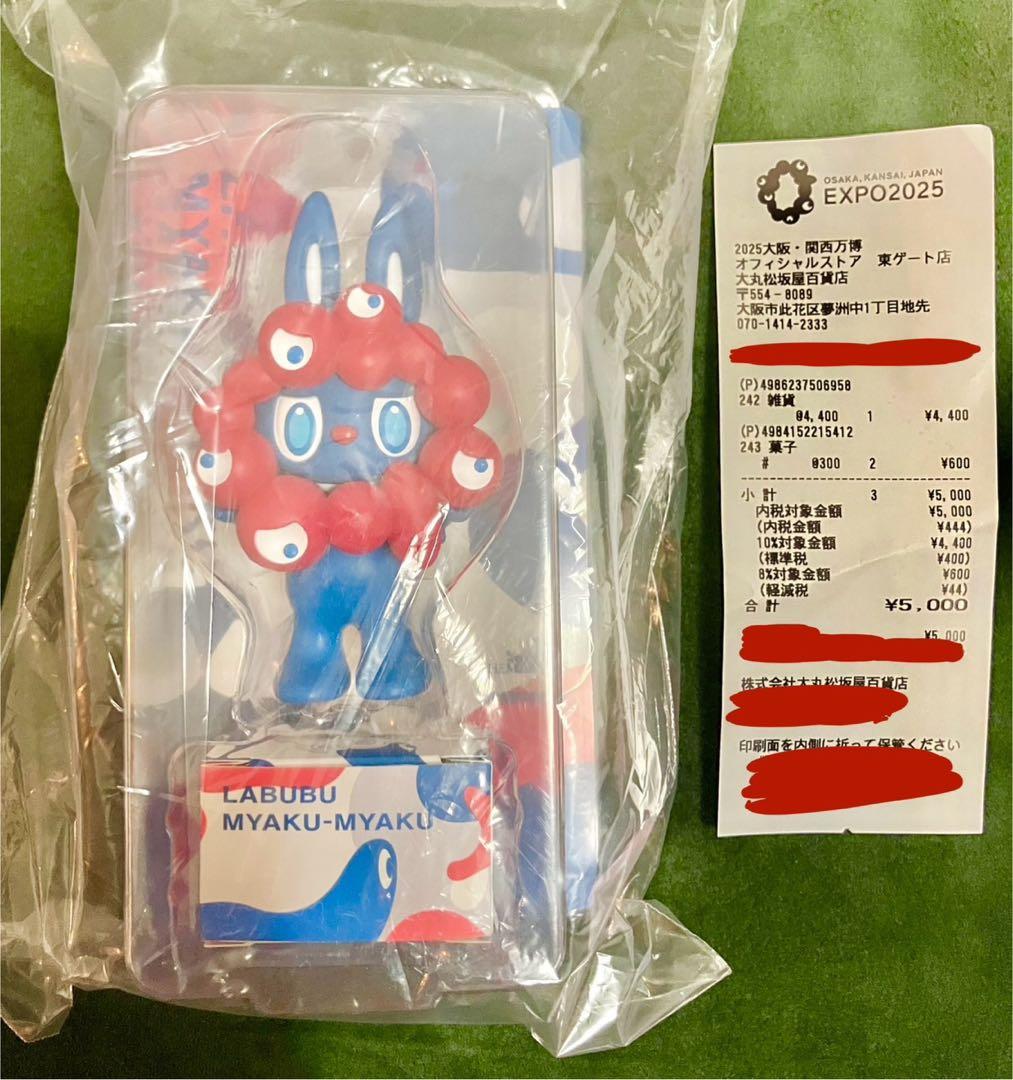 LABUBU
MYAKU-MYAKU
OSAKA, KANSAI, JAPAN
EXPO2025
2025大阪・関西万博
オフィシャルストア 東ゲート店
大丸松坂屋百貨店
〒554-8089
大阪市此花区夢洲中1丁目地先
070-1414-2333
(P)4986237506958
242 雑貨
@4,400 1 ¥4,400
(P)4984152215412
243 菓子
# @300 2 ¥600
小計 3 ¥5,000
内税対象金額 ¥5,000
(内税金額 ¥444)
10%対象金額 ¥4,400
(標準税 ¥400)
8%対象金額 ¥600
(軽減税 ¥44)
合計 ¥5,000
¥5,000
株式会社大丸松坂屋百貨店
印刷面を内側に折って保管ください